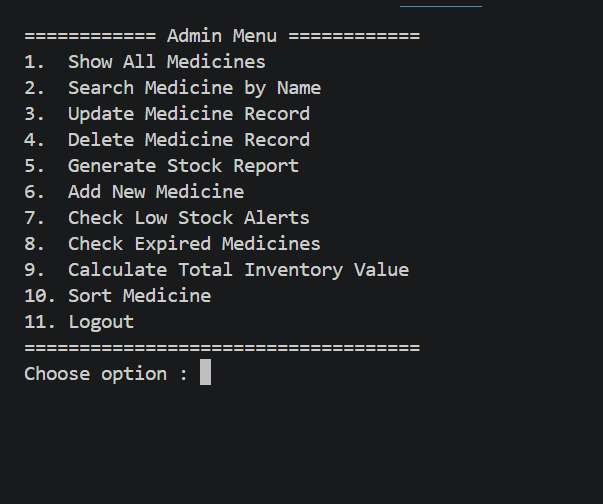 ============ Admin Menu ============
1.  Show All Medicines
2.  Search Medicine by Name
3.  Update Medicine Record
4.  Delete Medicine Record
5.  Generate Stock Report
6.  Add New Medicine
7.  Check Low Stock Alerts
8.  Check Expired Medicines
9.  Calculate Total Inventory Value
10. Sort Medicine
11. Logout
====================================
Choose option :